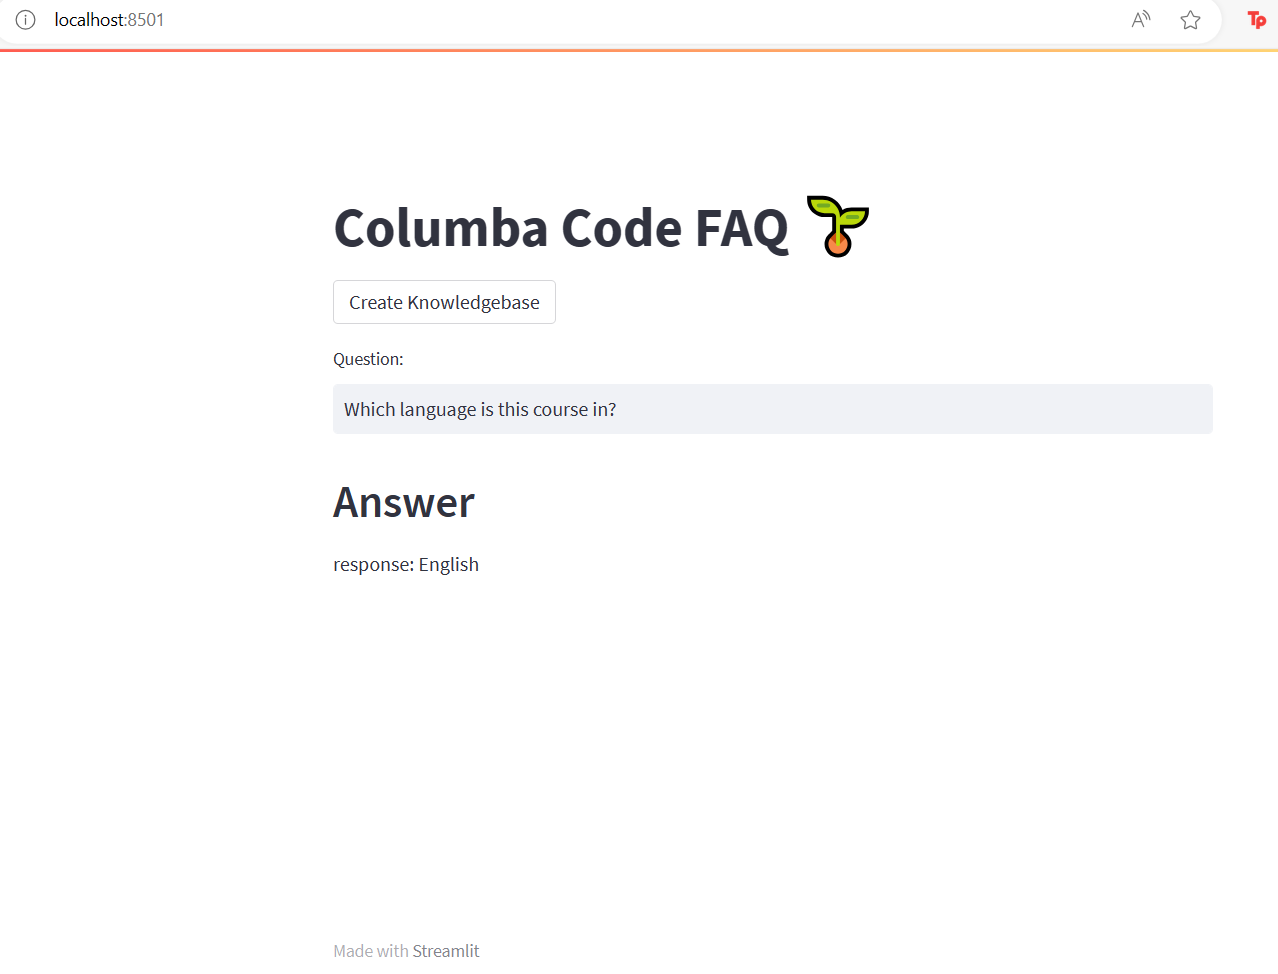 localhost:8501
A
Tp
Columba Code FAQ
Create Knowledgebase
Question:
Which language is this course in?
Answer
response: English
Made with Streamlit